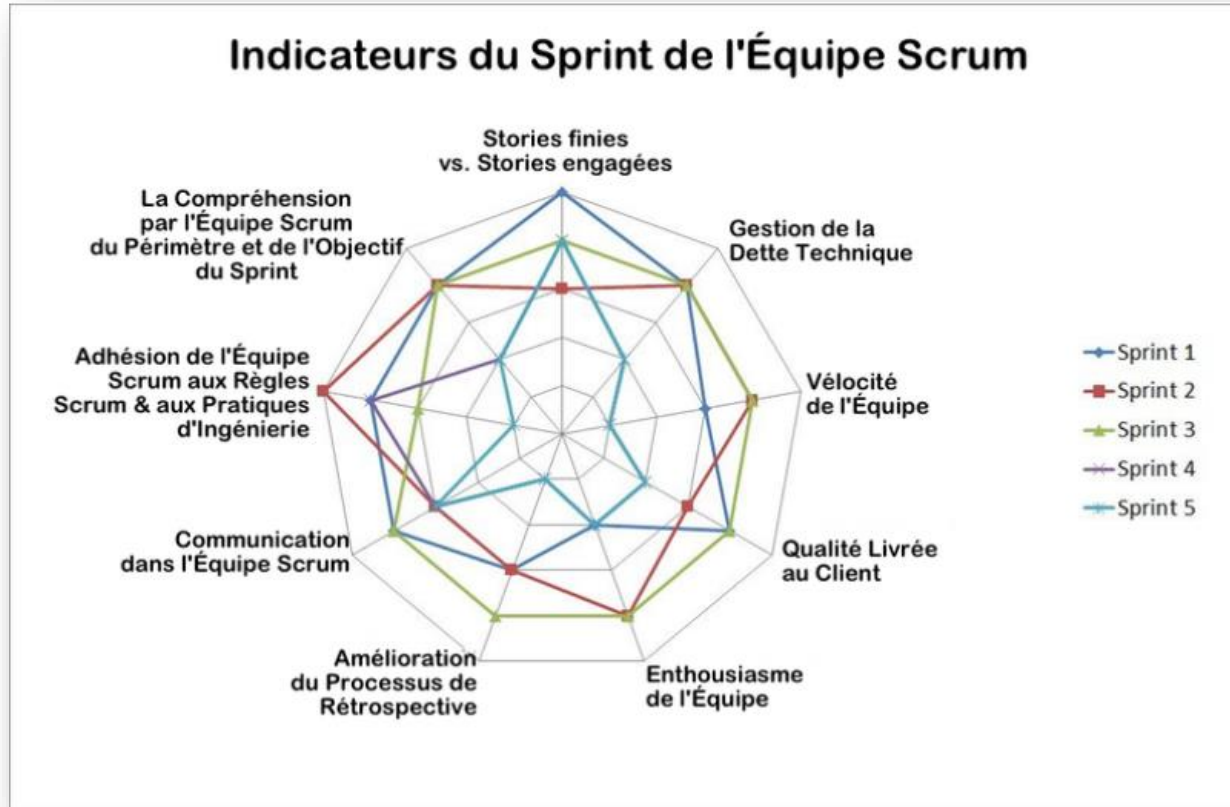 Indicateurs du Sprint de l'Équipe Scrum
Stories finies
vs. Stories engagées
Gestion de la
Dette Technique
Vélocité
de l'Équipe
Qualité Livrée
au Client
Enthousiasme
de l'Équipe
Amélioration
du Processus de
Rétrospective
Communication
dans l'Équipe Scrum
Adhésion de l'Équipe
Scrum aux Règles
Scrum & aux Pratiques
d'Ingénierie
La Compréhension
par l'Équipe Scrum
du Périmètre et de l'Objectif
du Sprint
Sprint 1
Sprint 2
Sprint 3
Sprint 4
Sprint 5